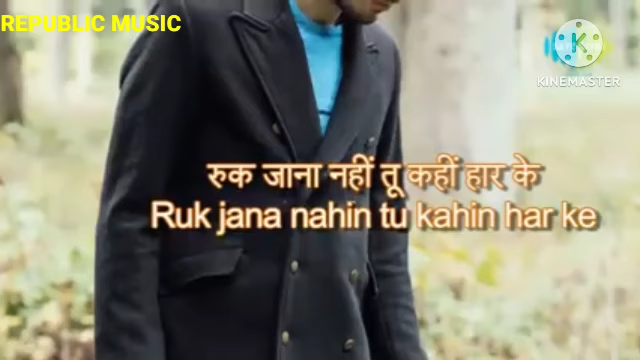 REPUBLIC MUSIC
KINEMASTER
रुक जाना नहीं तू कहीं हार के
Ruk jana nahin tu kahin har ke